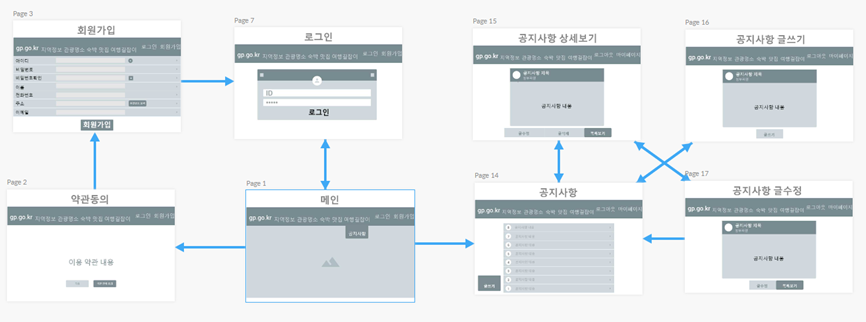 Page 3
회원가입
gp.go.kr 지역정보 관광명소 숙박 맛집 여행길잡이 로그인 회원가입
아이디
비밀번호
비밀번호확인
이름
전화번호
주소
이메일
회원가입
Page 7
로그인
gp.go.kr 지역정보 관광명소 숙박 맛집 여행길잡이 로그인 회원가입
ID
*****
로그인
Page 15
공지사항 상세보기
gp.go.kr 지역정보 관광명소 숙박 맛집 여행길잡이 로그아웃 마이페이지
공지사항 제목
공지사항 내용
목록보기
Page 16
공지사항 글쓰기
gp.go.kr 지역정보 관광명소 숙박 맛집 여행길잡이 로그아웃 마이페이지
공지사항 제목
공지사항 내용
Page 2
약관동의
gp.go.kr 지역정보 관광명소 숙박 맛집 여행길잡이 로그인 회원가입
이용 약관 내용
Page 1
메인
gp.go.kr 지역정보 관광명소 숙박 맛집 여행길잡이 로그인 회원가입
공지사항
Page 14
공지사항
gp.go.kr 지역정보 관광명소 숙박 맛집 여행길잡이 로그아웃 마이페이지
Page 17
공지사항 글수정
gp.go.kr 지역정보 관광명소 숙박 맛집 여행길잡이 로그아웃 마이페이지
공지사항 제목
공지사항 내용
목록보기